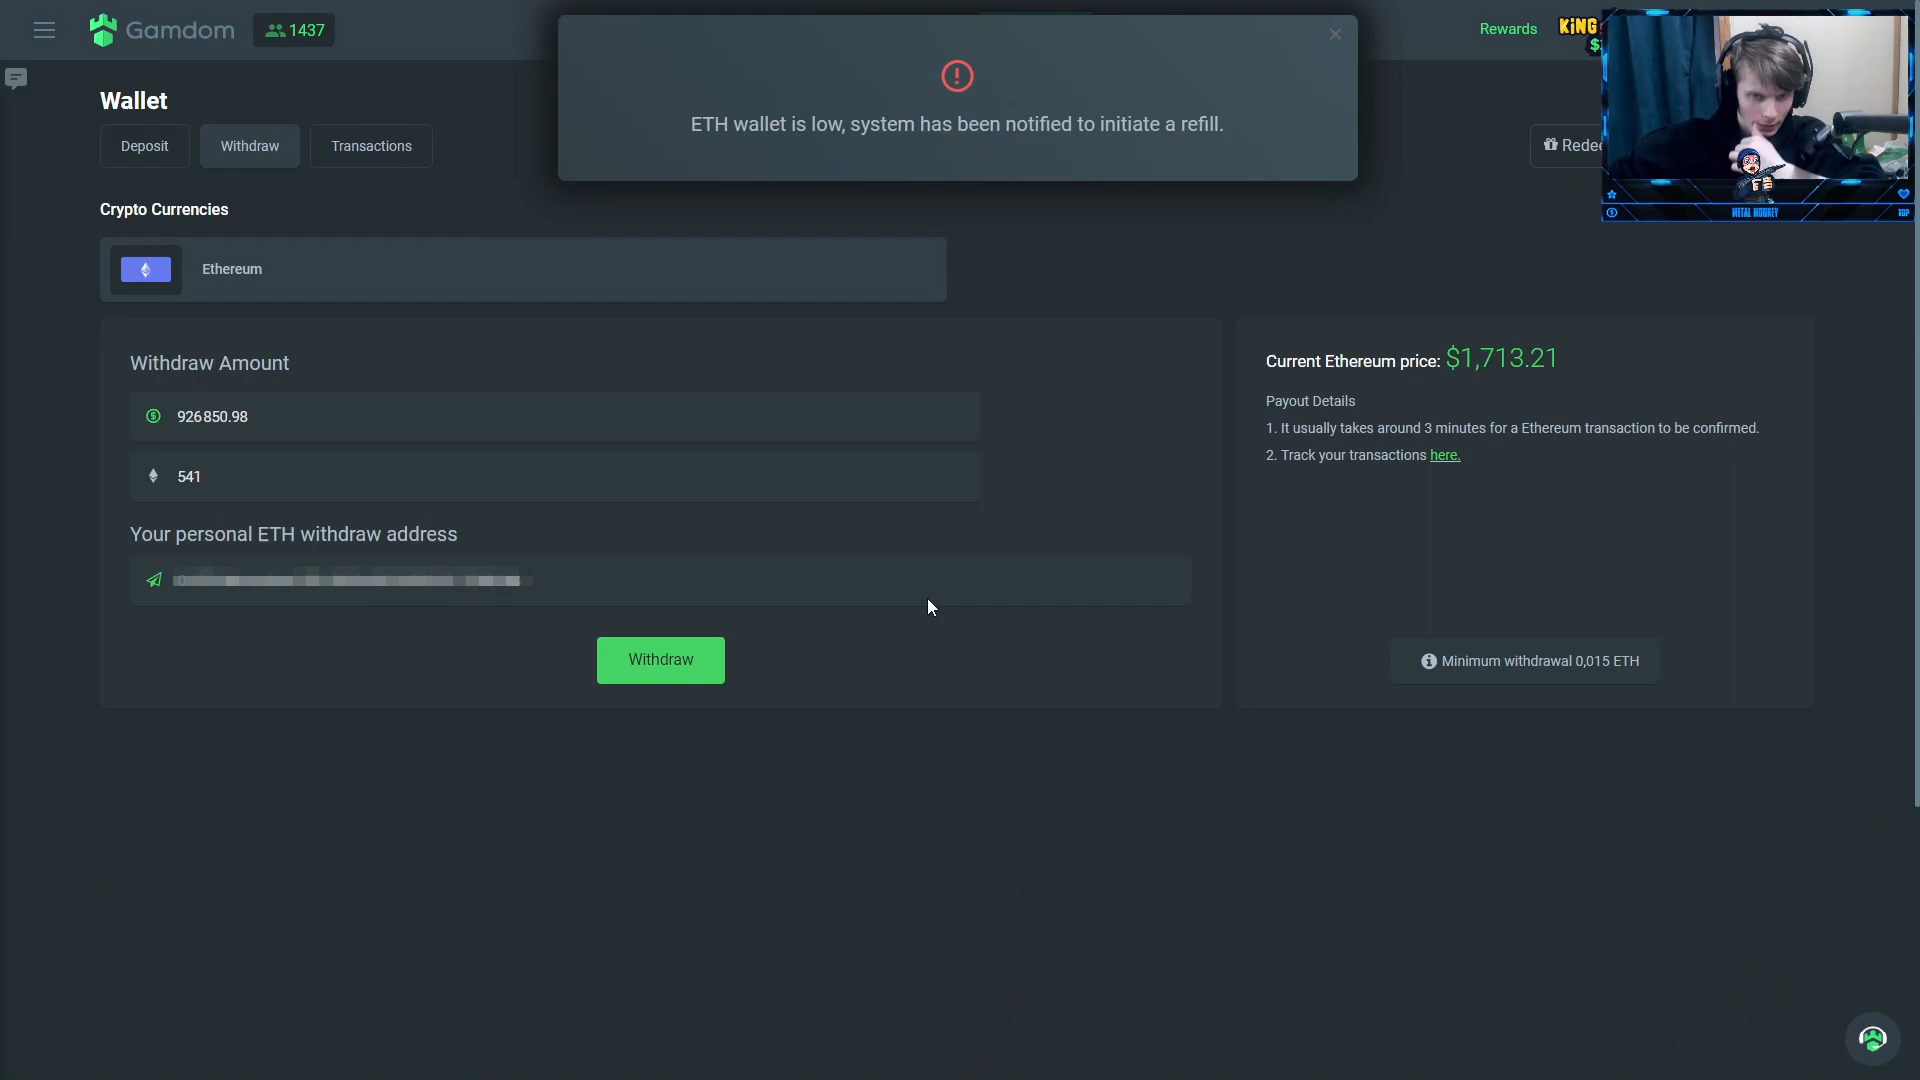 Gamdom
1437
Rewards
KING
ETH wallet is low, system has been notified to initiate a refill.
Wallet
Deposit
Withdraw
Transactions
METAL MONKEY
TOP
Crypto Currencies
Ethereum
Withdraw Amount
926850.98
541
Your personal ETH withdraw address
Withdraw
Current Ethereum price: $1,713.21
Payout Details
1. It usually takes around 3 minutes for a Ethereum transaction to be confirmed.
2. Track your transactions here.
Minimum withdrawal 0,015 ETH